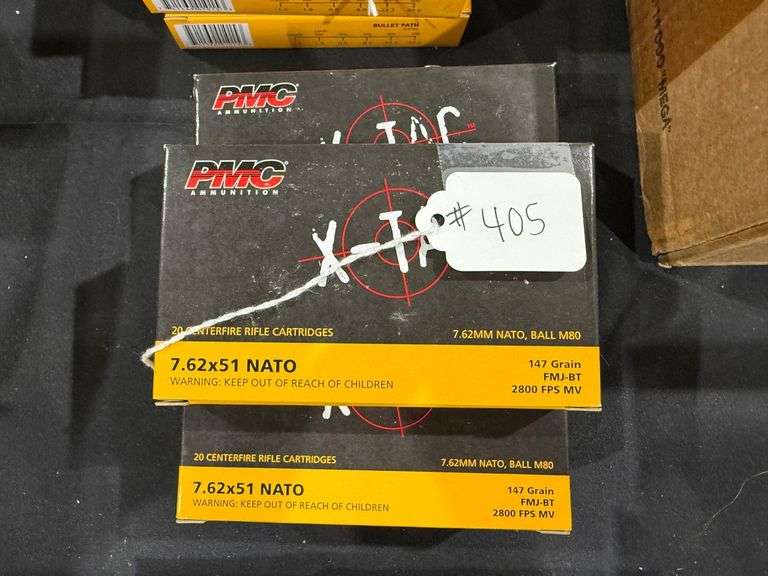 BULLET PATH
PMC
AMMUNITION
X-TAC
TM
PMC
AMMUNITION
X-TA
# 405
20 CENTERFIRE RIFLE CARTRIDGES
7.62MM NATO, BALL M80
7.62x51 NATO
WARNING: KEEP OUT OF REACH OF CHILDREN
147 Grain
FMJ-BT
2800 FPS MV
20 CENTERFIRE RIFLE CARTRIDGES
7.62MM NATO, BALL M80
7.62x51 NATO
WARNING: KEEP OUT OF REACH OF CHILDREN
147 Grain
FMJ-BT
2800 FPS MV
"MEGA"